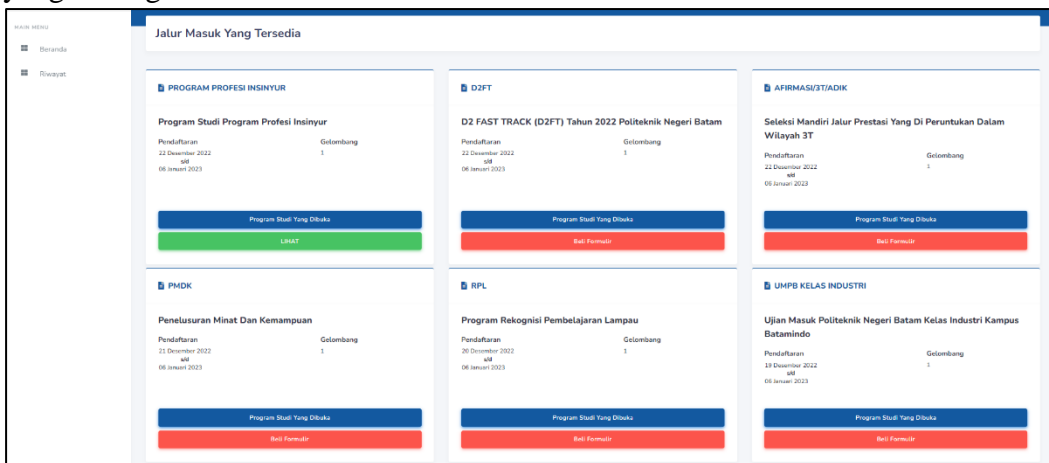 MAIN MENU
Beranda
Riwayat
Jalur Masuk Yang Tersedia
PROGRAM PROFESI INSINYUR
Program Studi Program Profesi Insinyur
Pendaftaran Gelombang
22 Desember 2022 1
s/d
06 Januari 2023
Program Studi Yang Dibuka
LIHAT
D2FT
D2 FAST TRACK (D2FT) Tahun 2022 Politeknik Negeri Batam
Pendaftaran Gelombang
22 Desember 2022 1
s/d
06 Januari 2023
Program Studi Yang Dibuka
Beli Formulir
AFIRMASI/3T/ADIK
Seleksi Mandiri Jalur Prestasi Yang Di Peruntukan Dalam
Wilayah 3T
Pendaftaran Gelombang
22 Desember 2022 1
s/d
06 Januari 2023
Program Studi Yang Dibuka
Beli Formulir
PMDK
Penelusuran Minat Dan Kemampuan
Pendaftaran Gelombang
21 Desember 2022 1
s/d
06 Januari 2023
Program Studi Yang Dibuka
Beli Formulir
RPL
Program Rekognisi Pembelajaran Lampau
Pendaftaran Gelombang
20 Desember 2022 1
s/d
06 Januari 2023
Program Studi Yang Dibuka
Beli Formulir
UMPB KELAS INDUSTRI
Ujian Masuk Politeknik Negeri Batam Kelas Industri Kampus
Batamindo
Pendaftaran Gelombang
19 Desember 2022 1
s/d
06 Januari 2023
Program Studi Yang Dibuka
Beli Formulir